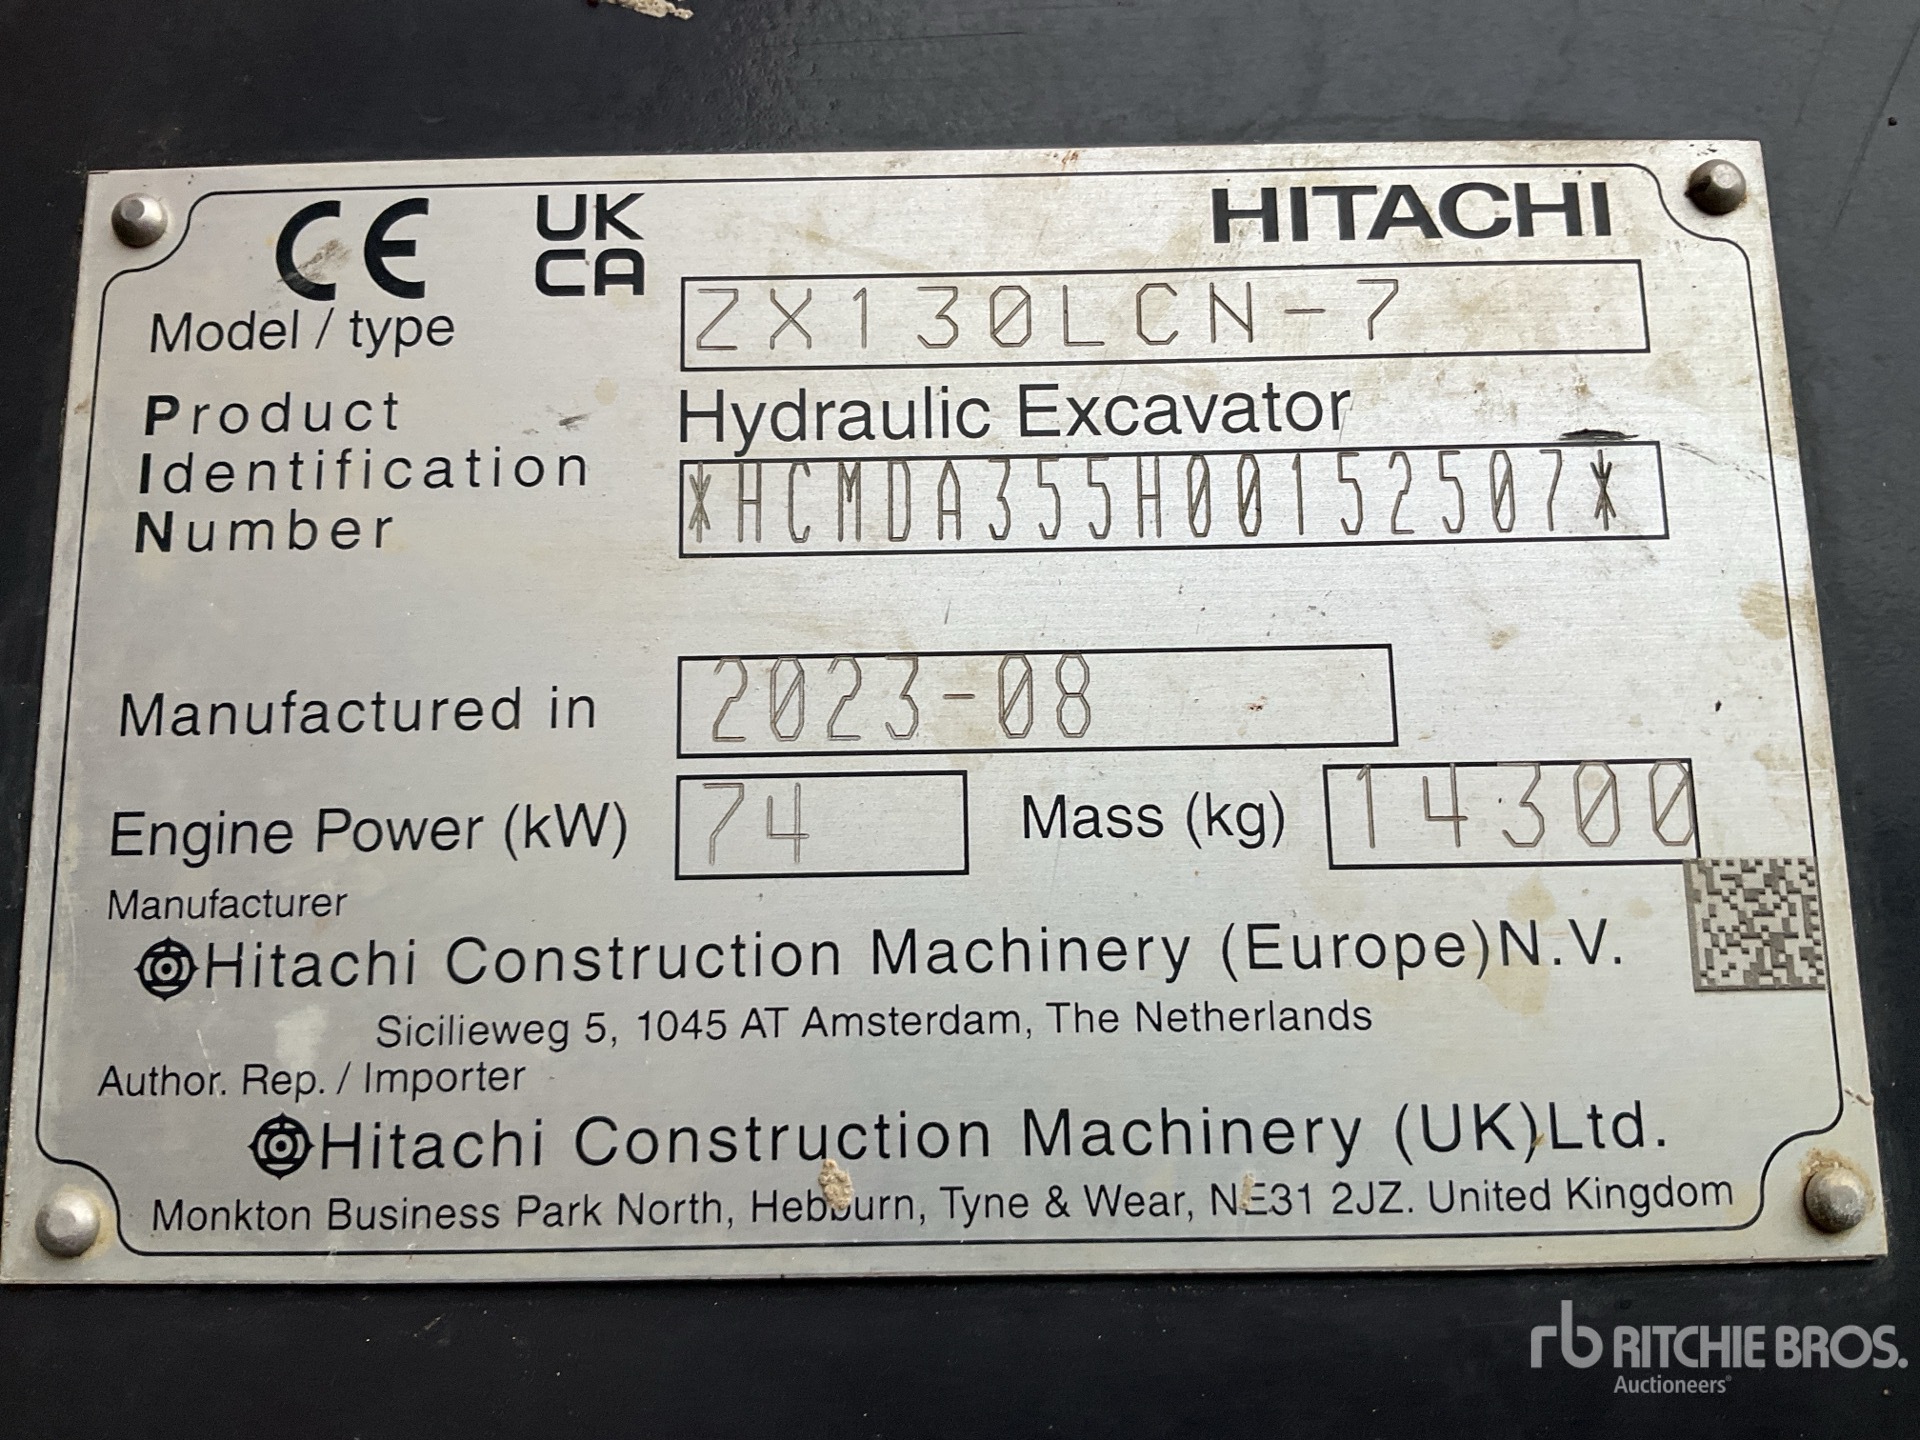 CE UK CA HITACHI
Model / type ZX130LCN-7
Product Hydraulic Excavator
Identification
Number *HCMDA355H00152507*
Manufactured in 2023-08
Engine Power (kW) 74 Mass (kg) 14300
Manufacturer
Hitachi Construction Machinery (Europe)N.V.
Sicilieweg 5, 1045 AT Amsterdam, The Netherlands
Author. Rep. / Importer
Hitachi Construction Machinery (UK)Ltd.
Monkton Business Park North, Hebburn, Tyne & Wear, NE31 2JZ. United Kingdom
rb RITCHIE BROS.
Auctioneers®